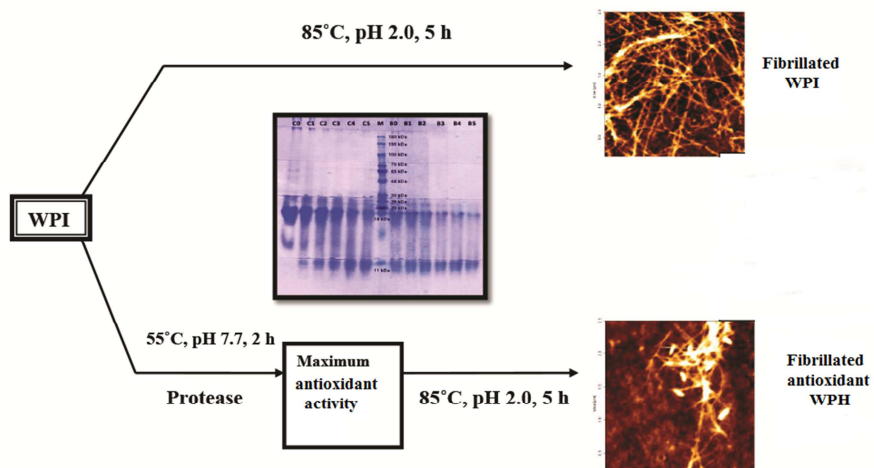 85˚C, pH 2.0, 5 h
Fibrillated
WPI
C0 C1 C2 C3 C4 C5 M B0 B1 B2 B3 B4 B5
11 kDa
WPI
55˚C, pH 7.7, 2 h
Protease
Maximum
antioxidant
activity
85˚C, pH 2.0, 5 h
Fibrillated
antioxidant
WPH